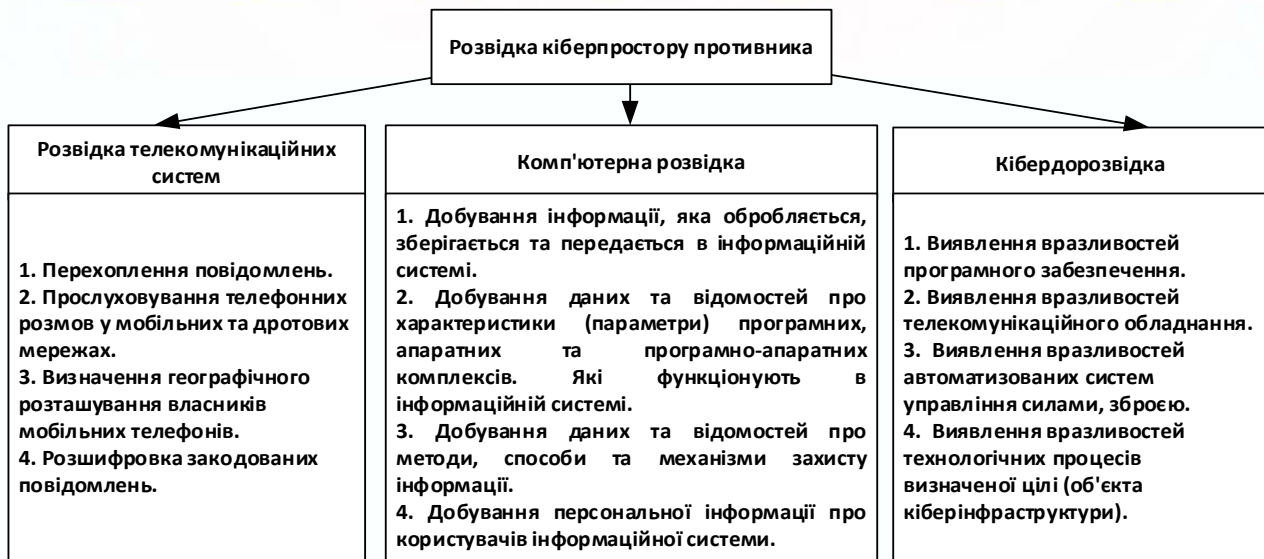 Розвідка кіберпростору противника
Розвідка телекомунікаційних
систем
1. Перехоплення повідомлень.
2. Прослуховування телефонних
розмов у мобільних та дротових
мережах.
3. Визначення географічного
розташування власників
мобільних телефонів.
4. Розшифровка закодованих
повідомлень.
Комп'ютерна розвідка
1. Добування інформації, яка обробляється,
зберігається та передається в інформаційній
системі.
2. Добування даних та відомостей про
характеристики (параметри) програмних,
апаратних та програмно-апаратних
комплексів. Які функціонують в
інформаційній системі.
3. Добування даних та відомостей про
методи, способи та механізми захисту
інформації.
4. Добування персональної інформації про
користувачів інформаційної системи.
Кібердорозвідка
1. Виявлення вразливостей
програмного забезпечення.
2. Виявлення вразливостей
телекомунікаційного обладнання.
3. Виявлення вразливостей
автоматизованих систем
управління силами, зброєю.
4. Виявлення вразливостей
технологічних процесів
визначеної цілі (об'єкта
кіберінфраструктури).